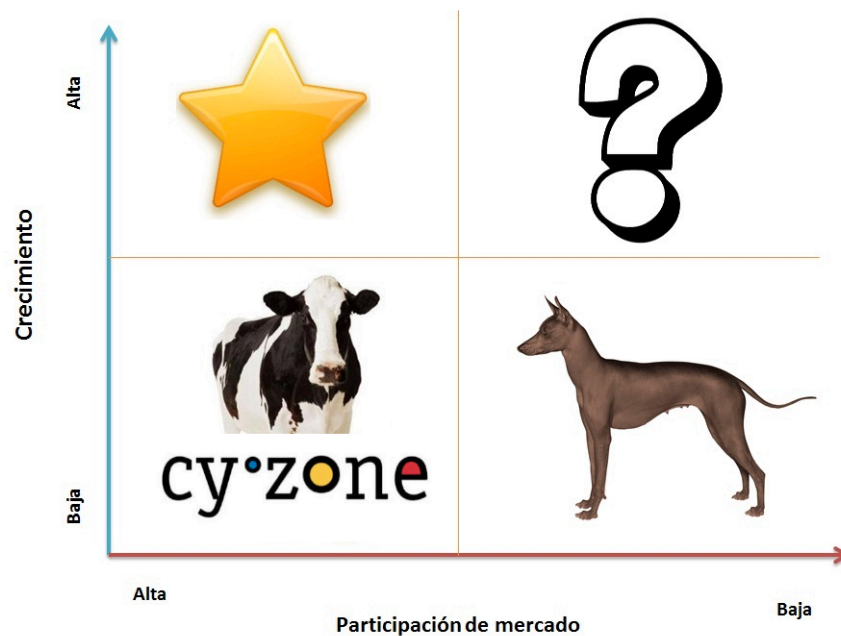 Alta
?
Crecimiento
cy•zone
Baja
Alta
Baja
Participación de mercado